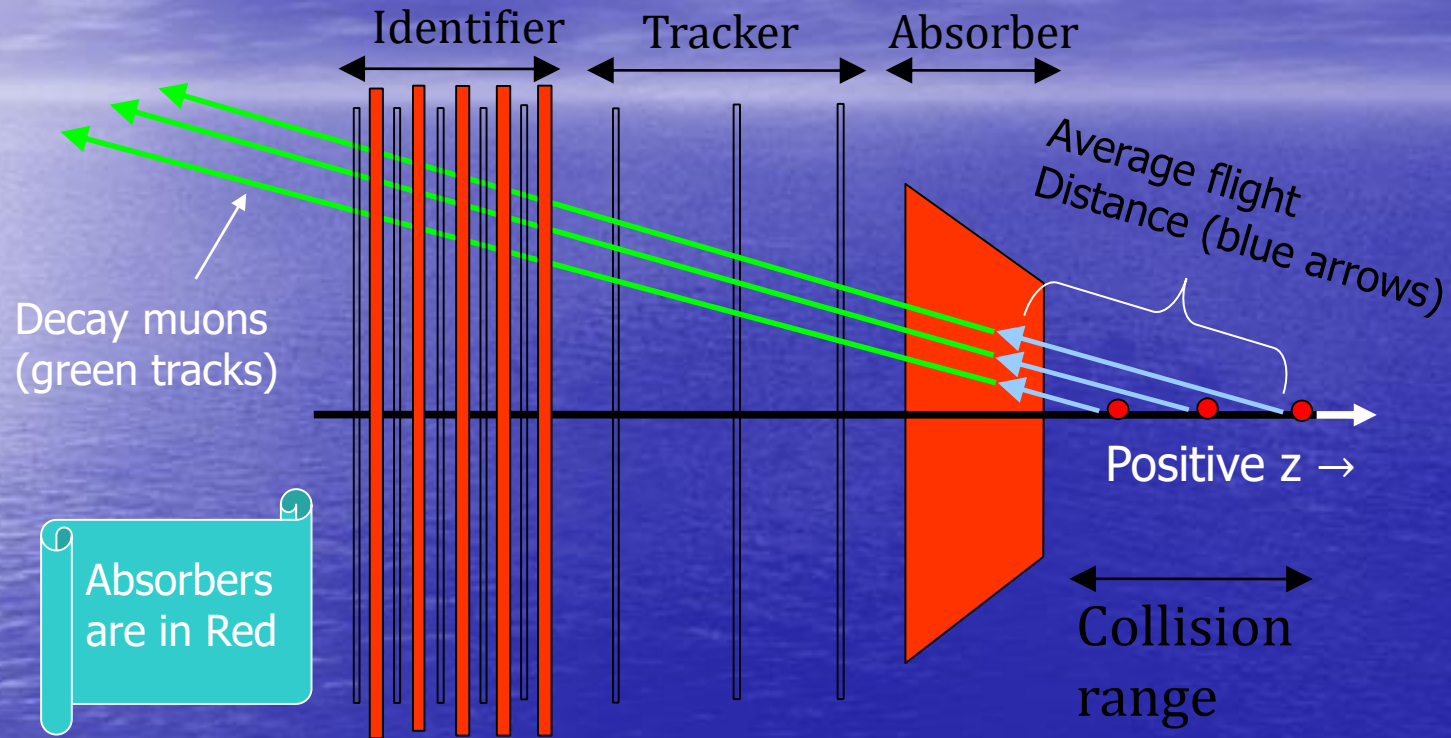 Identifier
Tracker
Absorber
Average flight
Distance (blue arrows)
Decay muons
(green tracks)
Positive z →
Absorbers
are in Red
Collision
range